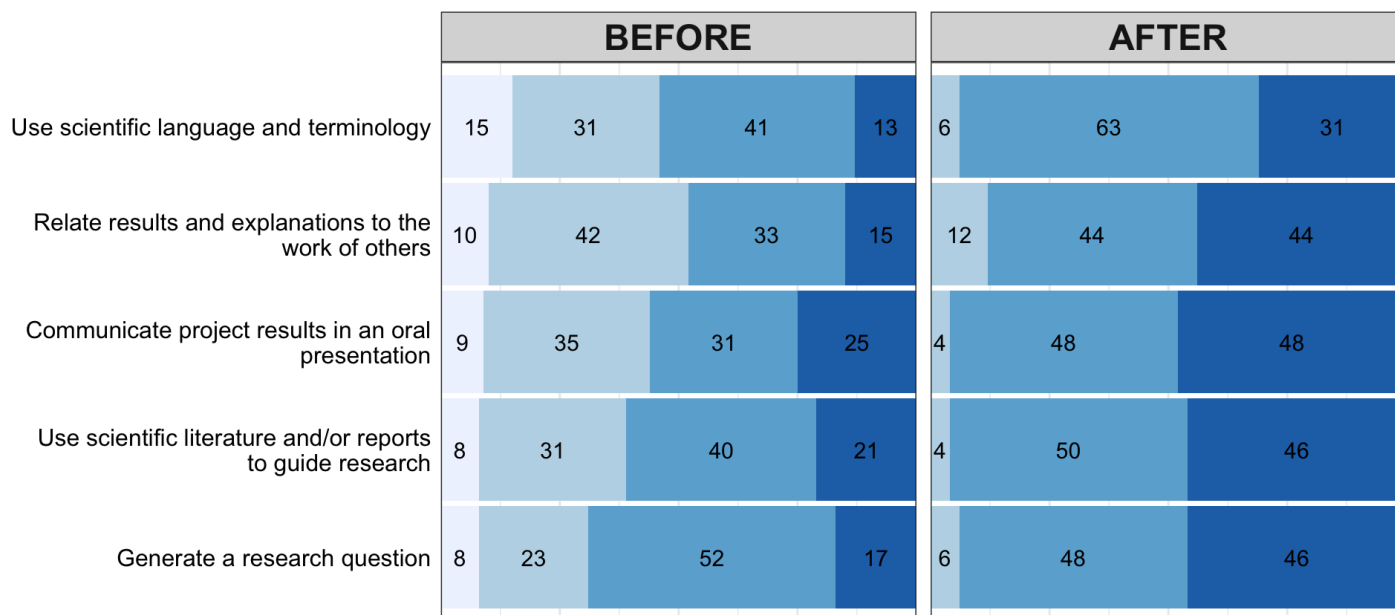 BEFORE AFTER
Use scientific language and terminology 15 31 41 13 6 63 31
Relate results and explanations to the
work of others 10 42 33 15 12 44 44
Communicate project results in an oral
presentation 9 35 31 25 4 48 48
Use scientific literature and/or reports
to guide research 8 31 40 21 4 50 46
Generate a research question 8 23 52 17 6 48 46